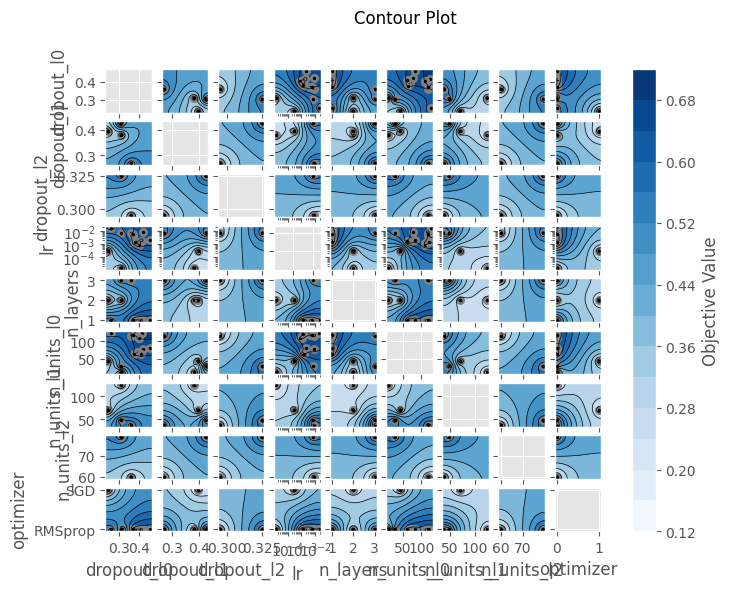 Contour Plot
dropout_l0
0.4
0.3
dropout_l1
0.4
0.3
dropout_l2
0.325
0.300
lr
10⁻²
10⁻³
10⁻⁴
n_layers
3
2
1
n_units_l0
100
50
n_units_l1
100
50
n_units_l2
70
60
optimizer
SGD
RMSprop
0.3 0.4
0.3 0.4
0.300 0.325
1 2 3
50 100
50 100
60 70
0 1
dropout_l0 dropout_l1 dropout_l2 lr n_layers n_units_l0 n_units_l1 n_units_l2 optimizer
0.68
0.60
0.52
0.44
0.36
0.28
0.20
0.12
Objective Value